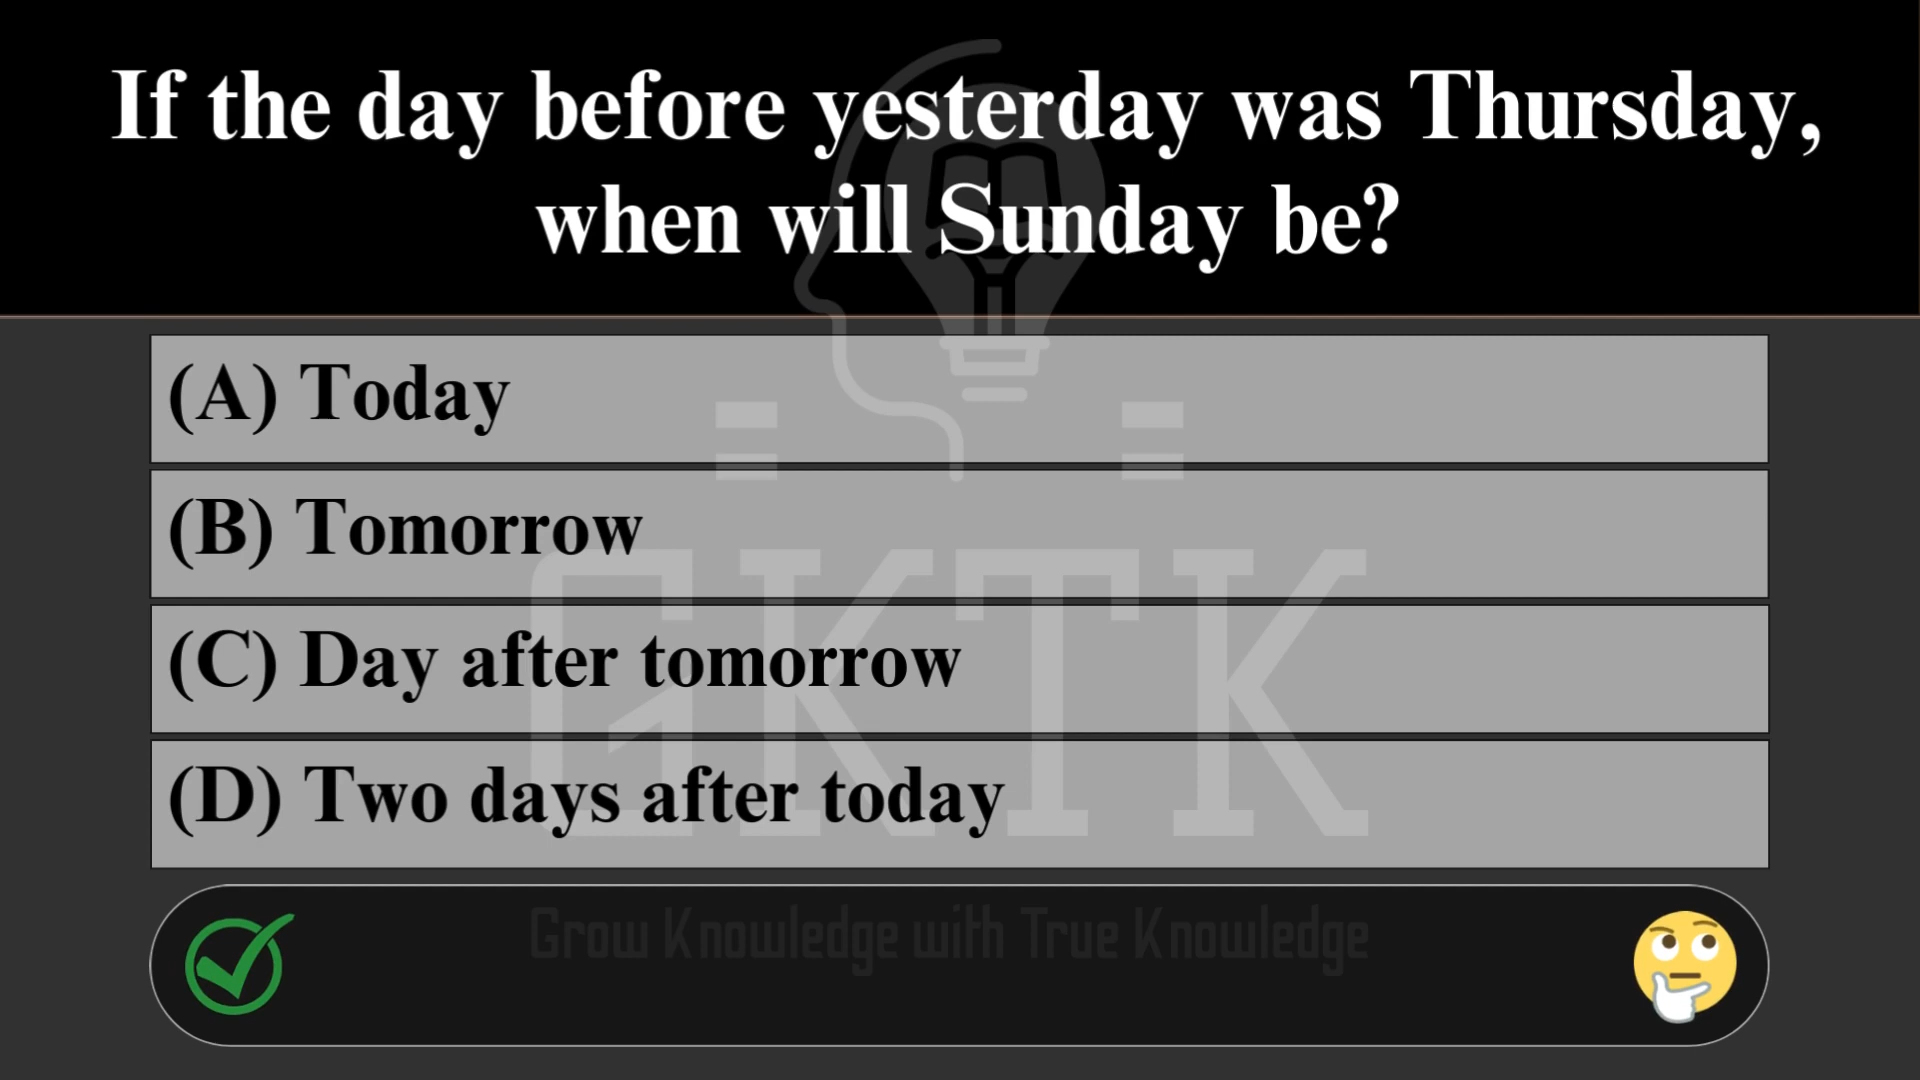 If the day before yesterday was Thursday,
when will Sunday be?
(A) Today
(B) Tomorrow
(C) Day after tomorrow
(D) Two days after today
GKTK
Grow Knowledge with True Knowledge